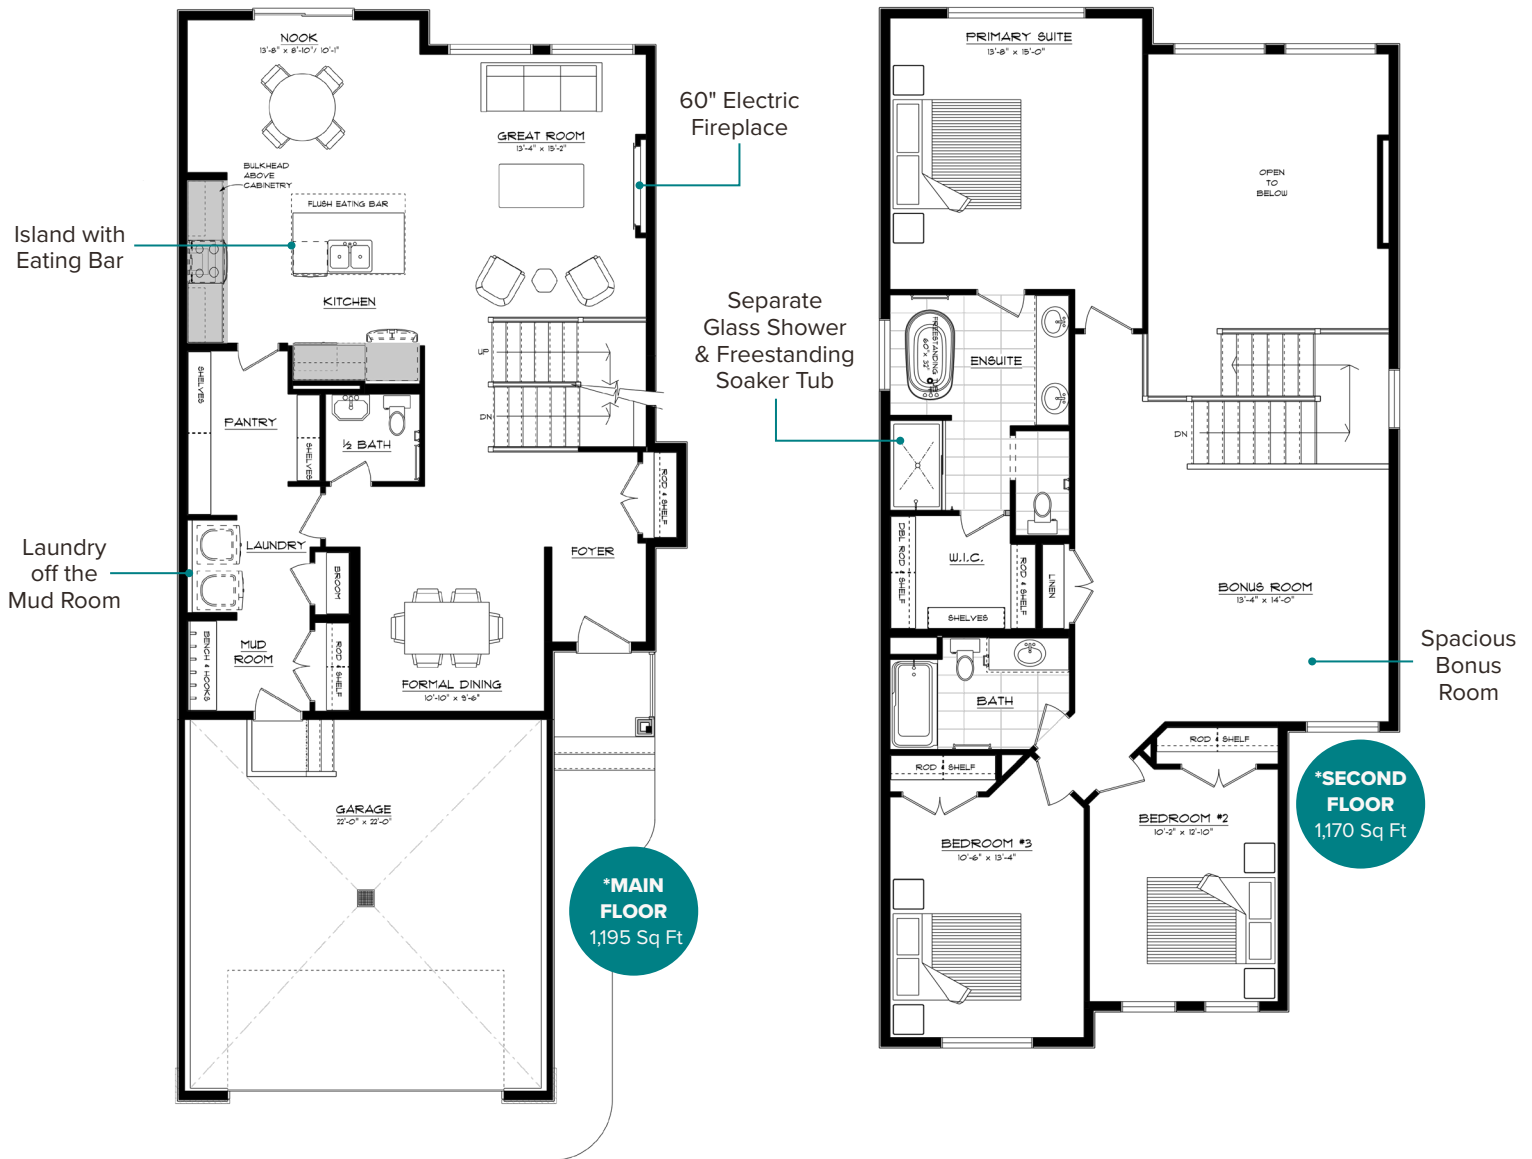 NOOK
13'-8" x 8'-10"/ 10'-1"
GREAT ROOM
13'-4" x 15'-2"
60" Electric
Fireplace
BULKHEAD
ABOVE
CABINETRY
FLUSH EATING BAR
Island with
Eating Bar
KITCHEN
UP
DN
SHELVES
PANTRY
SHELVES
½ BATH
ROD & SHELF
Laundry
off the
Mud Room
LAUNDRY
BROOM
FOYER
BENCH & HOOKS
MUD
ROOM
ROD & SHELF
FORMAL DINING
10'-10" x 9'-6"
GARAGE
22'-0" x 22'-0"
*MAIN
FLOOR
1,195 Sq Ft
PRIMARY SUITE
13'-8" x 15'-0"
OPEN
TO
BELOW
Separate
Glass Shower
& Freestanding
Soaker Tub
FREESTANDING TUB
60" x 32"
ENSUITE
DN
DBL ROD & SHELF
W.I.C.
ROD & SHELF
SHELVES
LINEN
BONUS ROOM
13'-4" x 14'-0"
Spacious
Bonus
Room
BATH
ROD & SHELF
ROD & SHELF
BEDROOM #3
10'-6" x 13'-4"
BEDROOM #2
10'-2" x 12'-10"
*SECOND
FLOOR
1,170 Sq Ft